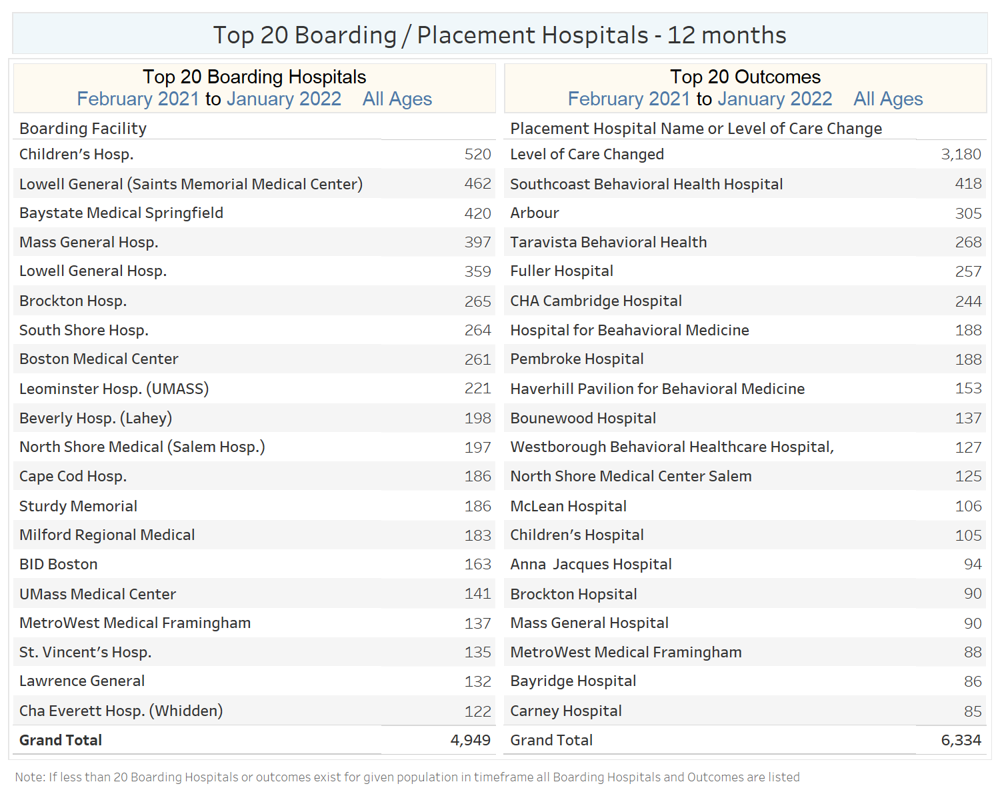 Top 20 Boarding / Placement Hospitals - 12 months
Top 20 Boarding Hospitals
February 2021 to January 2022 All Ages
Boarding Facility
Children's Hosp. 520
Lowell General (Saints Memorial Medical Center) 462
Baystate Medical Springfield 420
Mass General Hosp. 397
Lowell General Hosp. 359
Brockton Hosp. 265
South Shore Hosp. 264
Boston Medical Center 261
Leominster Hosp. (UMASS) 221
Beverly Hosp. (Lahey) 198
North Shore Medical (Salem Hosp.) 197
Cape Cod Hosp. 186
Sturdy Memorial 186
Milford Regional Medical 183
BID Boston 163
UMass Medical Center 141
MetroWest Medical Framingham 137
St. Vincent's Hosp. 135
Lawrence General 132
Cha Everett Hosp. (Whidden) 122
Grand Total 4,949
Top 20 Outcomes
February 2021 to January 2022 All Ages
Placement Hospital Name or Level of Care Change
Level of Care Changed 3,180
Southcoast Behavioral Health Hospital 418
Arbour 305
Taravista Behavioral Health 268
Fuller Hospital 257
CHA Cambridge Hospital 244
Hospital for Beahavioral Medicine 188
Pembroke Hospital 188
Haverhill Pavilion for Behavioral Medicine 153
Bounewood Hospital 137
Westborough Behavioral Healthcare Hospital, 127
North Shore Medical Center Salem 125
McLean Hospital 106
Children's Hospital 105
Anna  Jacques Hospital 94
Brockton Hopsital 90
Mass General Hospital 90
MetroWest Medical Framingham 88
Bayridge Hospital 86
Carney Hospital 85
Grand Total 6,334
Note: If less than 20 Boarding Hospitals or outcomes exist for given population in timeframe all Boarding Hospitals and Outcomes are listed